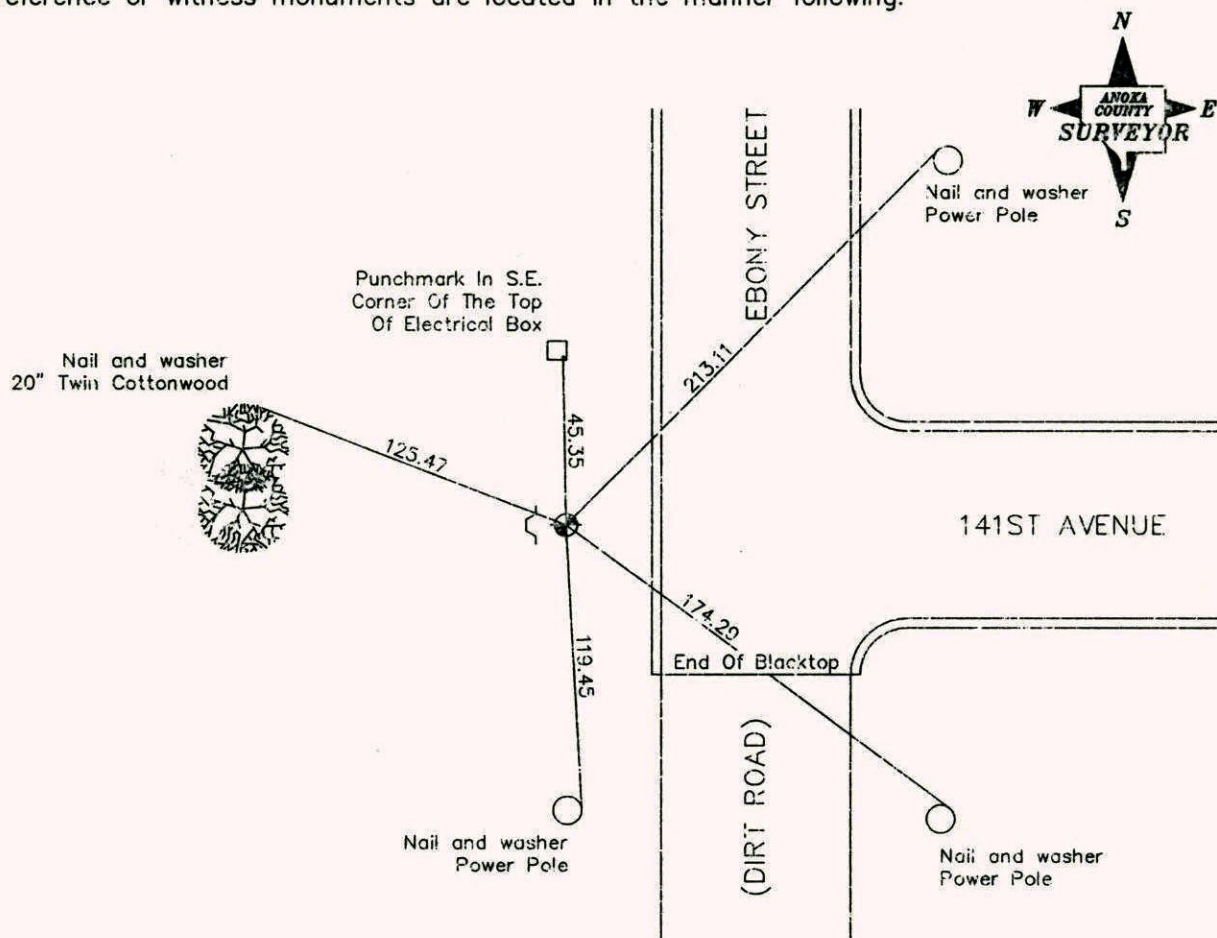 erence or witness monuments are located in the manner following:
N
W
ANOKA
COUNTY
E
SURVEYOR
S
EBONY STREET
Nail and washer
Power Pole
Punchmark In S.E.
Corner Of The Top
Of Electrical Box
Nail and washer
20" Twin Cottonwood
213.11
45.35
125.47
141ST AVENUE
174.29
119.45
End Of Blacktop
(DIRT ROAD)
Nail and washer
Power Pole
Nail and washer
Power Pole